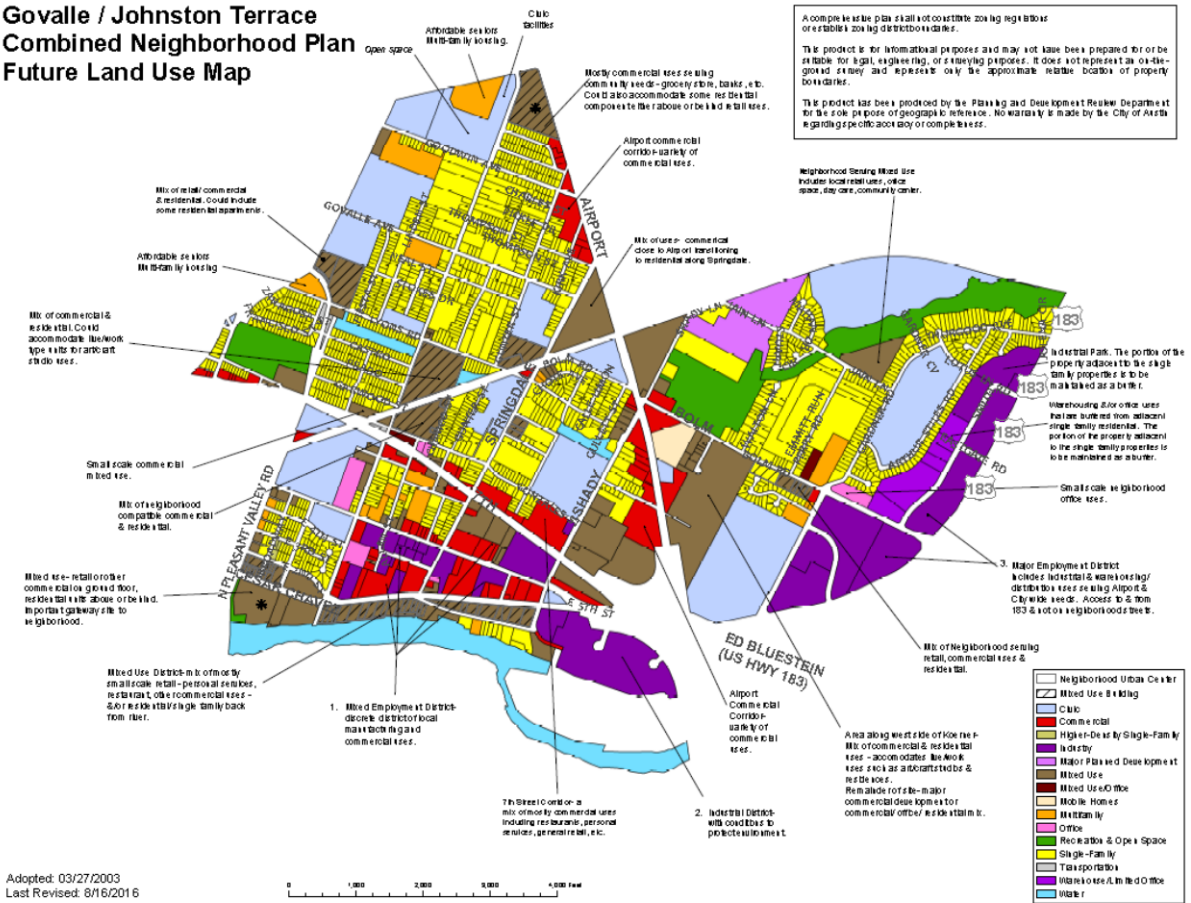 Govalle / Johnston Terrace
Combined Neighborhood Plan
Future Land Use Map
Open space
Affordable seniors
Multi-family housing.
Civic
facilities
Mostly commercial uses serving
community needs - grocery store, banks, etc.
Could also accommodate some residential
component either above or behind retail uses.
Airport commercial
corridor- variety of
commercial uses.
A comprehensive plan shall not constitute zoning regulations
or establish zoning district boundaries.
This product is for informational purposes and may not have been prepared for or be
suitable for legal, engineering, or surveying purposes. It does not represent an on-the-
ground survey and represents only the approximate relative location of property
boundaries.
This product has been produced by the Planning and Development Review Department
for the sole purpose of geographic reference. No warranty is made by the City of Austin
regarding specific accuracy or completeness.
Neighborhood Serving Mixed Use
includes local retail uses, office
space, day care, community center.
Mix of retail/ commercial
& residential. Could include
some residential apartments.
Affordable seniors
Multi-family housing
Mix of commercial &
residential. Could
accommodate live/work
type units for art/craft
studio uses.
Mix of uses- commerical
close to Airport transitioning
to residential along Springdale.
GOODWIN AVE
GOVALLE AVE
AIRPORT
SPRINGDALE
BOLM RD
BOLM
SHADY
N PLEASANT VALLEY RD
E 5TH ST
183
183
183
183
Industrial Park. The portion of the
property adjacent to the single
family properties is to be
maintained as a buffer.
Warehousing &/or office uses
that are buffered from adjacent
single family residential. The
portion of the property adjacent
to the single family properties is
to be maintained as a buffer.
Small scale neighborhood
office uses.
3. Major Employment District
includes industrial & warehousing/
distribution uses serving Airport &
City wide needs. Access to & from
183 & not on neighborhood streets.
Mix of Neighborhood serving
retail, commercial uses &
residential.
Small scale commercial
mixed use.
Mix of neighborhood
compatible commercial
& residential.
Mixed use- retail or other
commercial on ground floor,
residential units above or behind.
Important gateway site to
neighborhood.
Mixed Use District- mix of mostly
small scale retail - personal services,
restaurant, other commercial uses -
&/or residential/single family back
from river.
1. Mixed Employment District-
discrete district of local
manufacturing and
commercial uses.
7th Street Corridor- a
mix of mostly commercial uses
including restaurants, personal
services, general retail, etc.
2. Industrial District-
with conditions to
protect environment.
ED BLUESTEIN
(US HWY 183)
Airport
Commercial
Corridor-
variety of
commercial
uses.
Area along west side of Koerner-
Mix of commercial & residential
uses - accomodates live/work
uses such as art/craft studios &
residences.
Remainder of site- major
commercial development or
commercial/ office/ residential mix.
Neighborhood Urban Center
Mixed Use Building
Civic
Commercial
Higher-Density Single-Family
Industry
Major Planned Development
Mixed Use
Mixed Use/Office
Mobile Homes
Multifamily
Office
Recreation & Open Space
Single-Family
Transportation
Warehouse/Limited Office
Water
Adopted: 03/27/2003
Last Revised: 8/16/2016
0 1,000 2,000 3,000 4,000 Feet